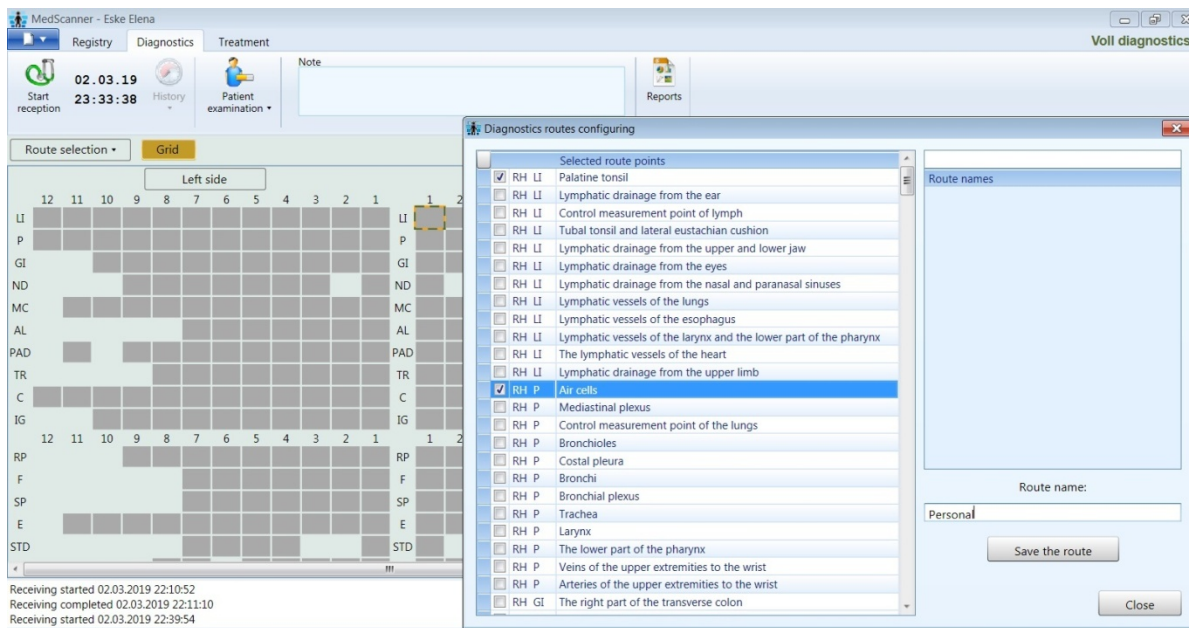 MedScanner - Eske Elena
Registry Diagnostics Treatment
Voll diagnostics
Start reception
02.03.19
23:33:38
History
Patient examination
Note
Reports
Route selection
Grid
Left side
12 11 10 9 8 7 6 5 4 3 2 1 1 2
LI LI
P P
GI GI
ND ND
MC MC
AL AL
PAD PAD
TR TR
C C
IG IG
12 11 10 9 8 7 6 5 4 3 2 1 1 2
RP RP
F F
SP SP
E E
STD STD
Receiving started 02.03.2019 22:10:52
Receiving completed 02.03.2019 22:11:10
Receiving started 02.03.2019 22:39:54
Diagnostics routes configuring
Selected route points
RH LI Palatine tonsil
RH LI Lymphatic drainage from the ear
RH LI Control measurement point of lymph
RH LI Tubal tonsil and lateral eustachian cushion
RH LI Lymphatic drainage from the upper and lower jaw
RH LI Lymphatic drainage from the eyes
RH LI Lymphatic drainage from the nasal and paranasal sinuses
RH LI Lymphatic vessels of the lungs
RH LI Lymphatic vessels of the esophagus
RH LI Lymphatic vessels of the larynx and the lower part of the pharynx
RH LI The lymphatic vessels of the heart
RH LI Lymphatic drainage from the upper limb
RH P Air cells
RH P Mediastinal plexus
RH P Control measurement point of the lungs
RH P Bronchioles
RH P Costal pleura
RH P Bronchi
RH P Bronchial plexus
RH P Trachea
RH P Larynx
RH P The lower part of the pharynx
RH P Veins of the upper extremities to the wrist
RH P Arteries of the upper extremities to the wrist
RH GI The right part of the transverse colon
Route names
Route name:
Personal
Save the route
Close